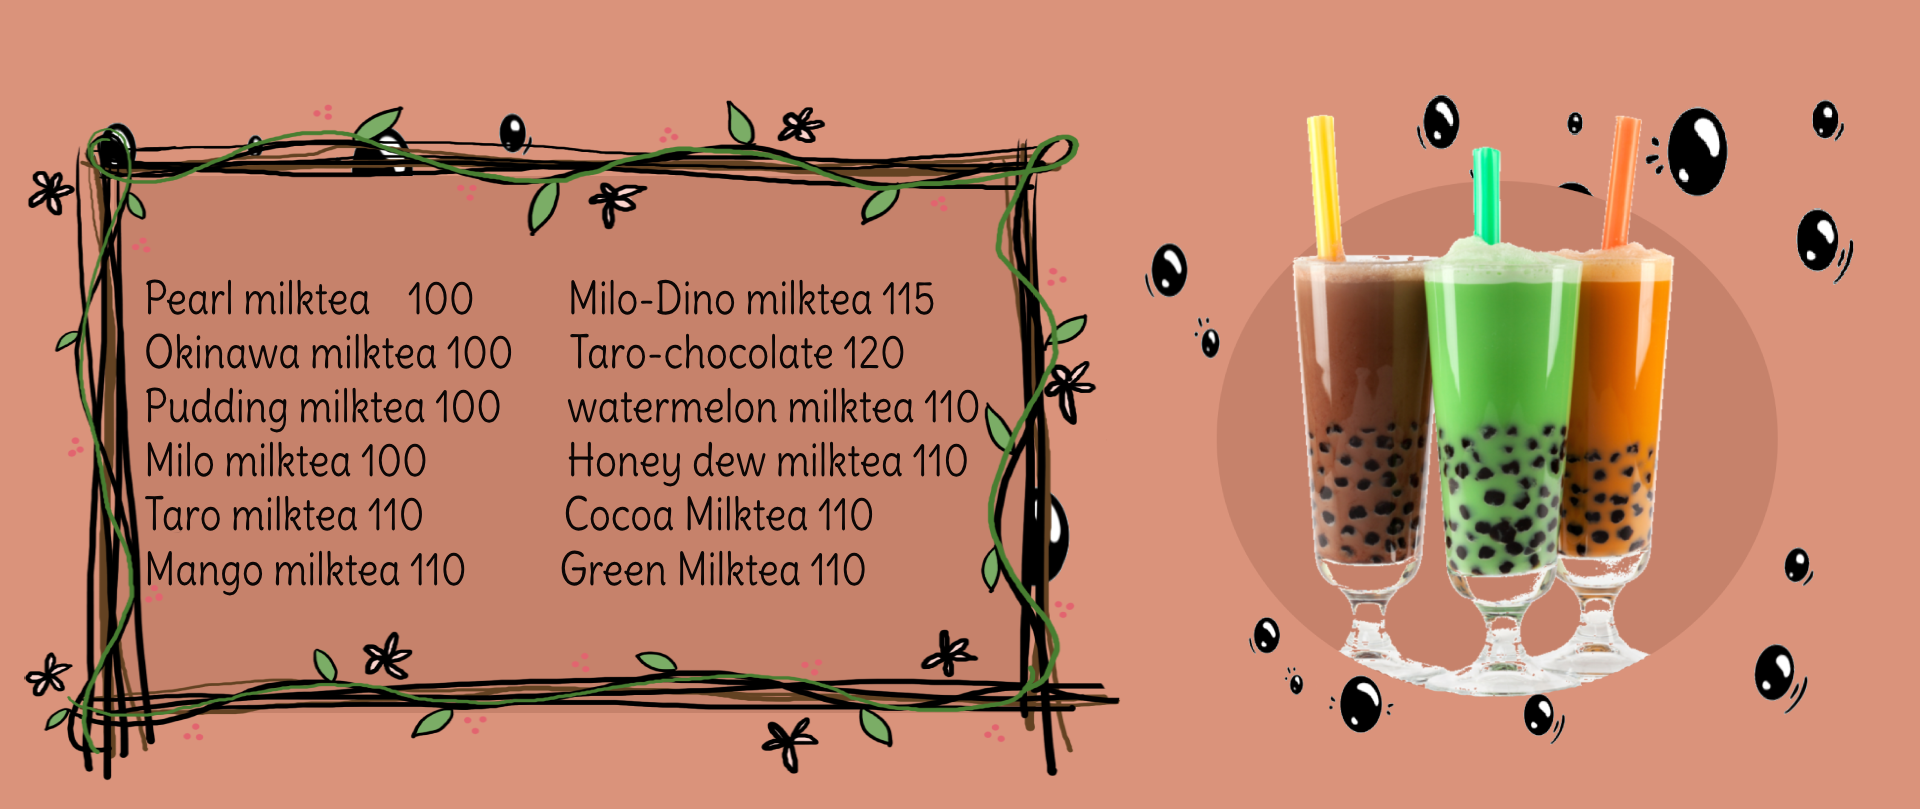 Pearl milktea 100
Okinawa milktea 100
Pudding milktea 100
Milo milktea 100
Taro milktea 110
Mango milktea 110
Milo-Dino milktea 115
Taro-chocolate 120
watermelon milktea 110
Honey dew milktea 110
Cocoa Milktea 110
Green Milktea 110